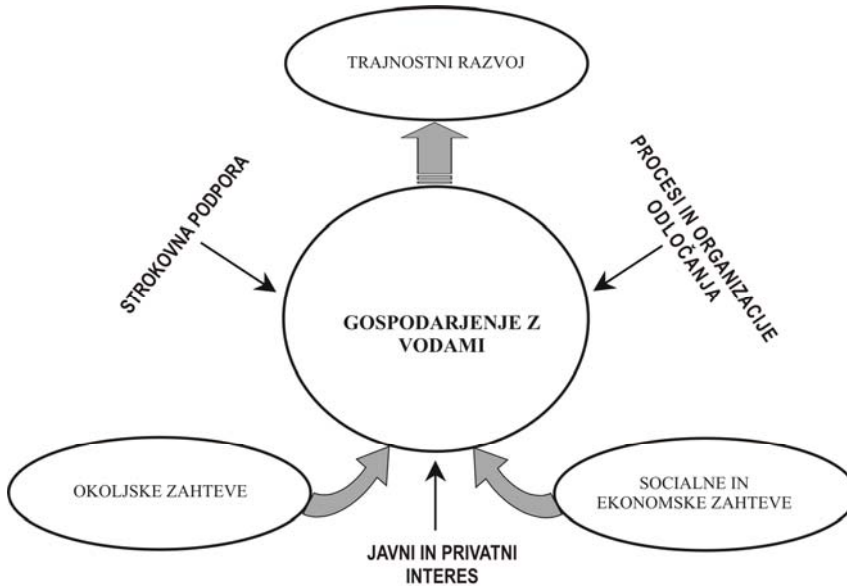 TRAJNOSTNI RAZVOJ
STROKOVNA PODPORA
PROCESI IN ORGANIZACIJE
ODLOČANJA
GOSPODARJENJE Z
VODAMI
OKOLJSKE ZAHTEVE
SOCIALNE IN
EKONOMSKE ZAHTEVE
JAVNI IN PRIVATNI
INTERES